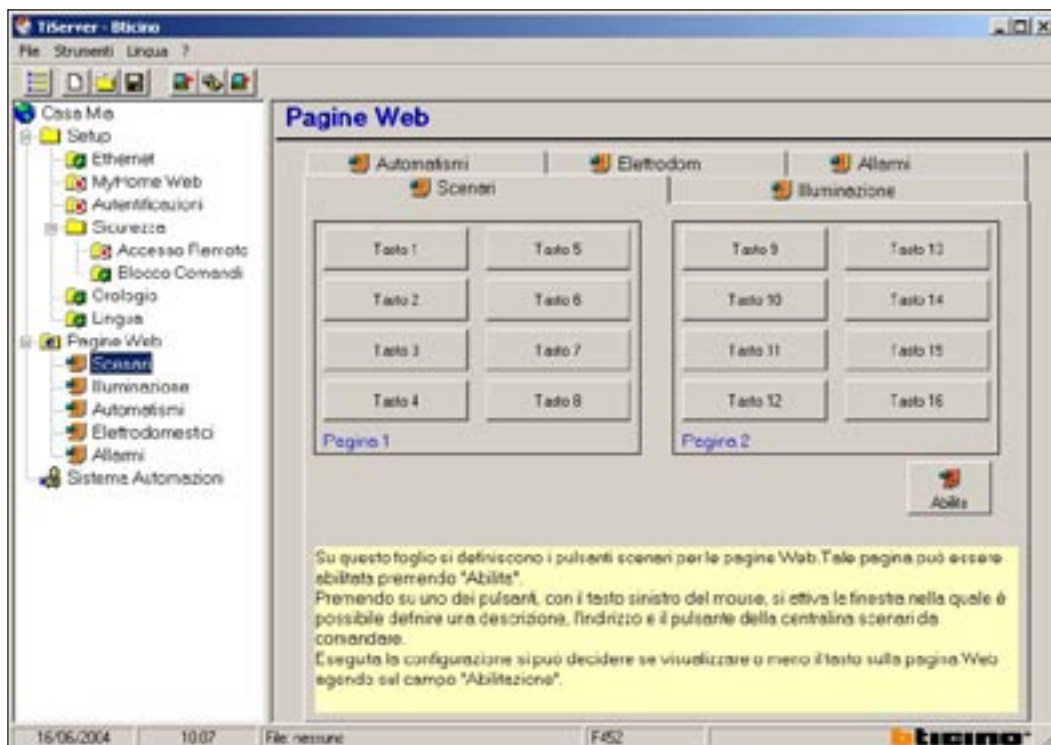 TiServer - Bticino
File Strumenti Lingua ?
Casa Mia
Setup
Ethernet
MyHome Web
Autentificazioni
Sicurezza
Accesso Remoto
Blocco Comandi
Orologio
Lingua
Pagine Web
Scenari
Illuminazione
Automatismi
Elettrodomestici
Allarmi
Sistema Automazioni
Pagine Web
Automatismi Elettrodom Allarmi
Scenari Illuminazione
Tasto 1 Tasto 5 Tasto 9 Tasto 13
Tasto 2 Tasto 6 Tasto 10 Tasto 14
Tasto 3 Tasto 7 Tasto 11 Tasto 15
Tasto 4 Tasto 8 Tasto 12 Tasto 16
Pagina 1 Pagina 2
Abilita
Su questo foglio si definiscono i pulsanti scenari per le pagine Web.Tale pagina può essere
abilitata premendo "Abilita".
Premendo su uno dei pulsanti, con il tasto sinistro del mouse, si attiva la finestra nella quale è
possibile definire una descrizione, l'indirizzo e il pulsante della centralina scenari da
comandare.
Eseguita la configurazione si può decidere se visualizzare o meno il tasto sulla pagina Web
agendo sul campo "Abilitazione".
16/06/2004 10.07 File: nessuno F452 bticino